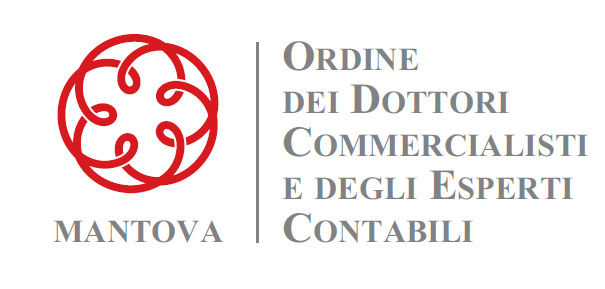 MANTOVA
ORDINE
DEI DOTTORI
COMMERCIALISTI
E DEGLI ESPERTI
CONTABILI